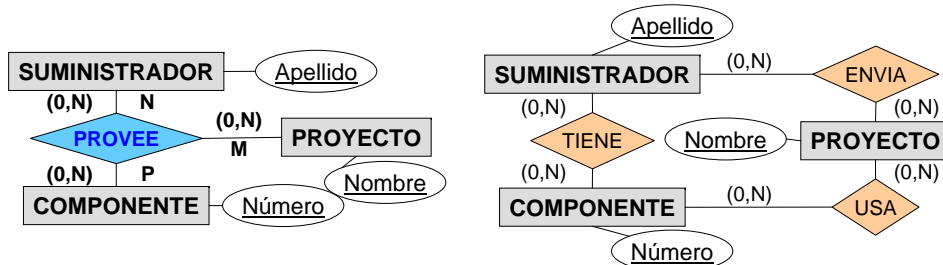 SUMINISTRADOR
Apellido
(0,N)
N
PROVEE
(0,N)
M
PROYECTO
Nombre
(0,N)
P
COMPONENTE
Número
Apellido
SUMINISTRADOR
(0,N)
ENVIA
(0,N)
TIENE
(0,N)
Nombre
PROYECTO
(0,N)
(0,N)
COMPONENTE
(0,N)
USA
Número